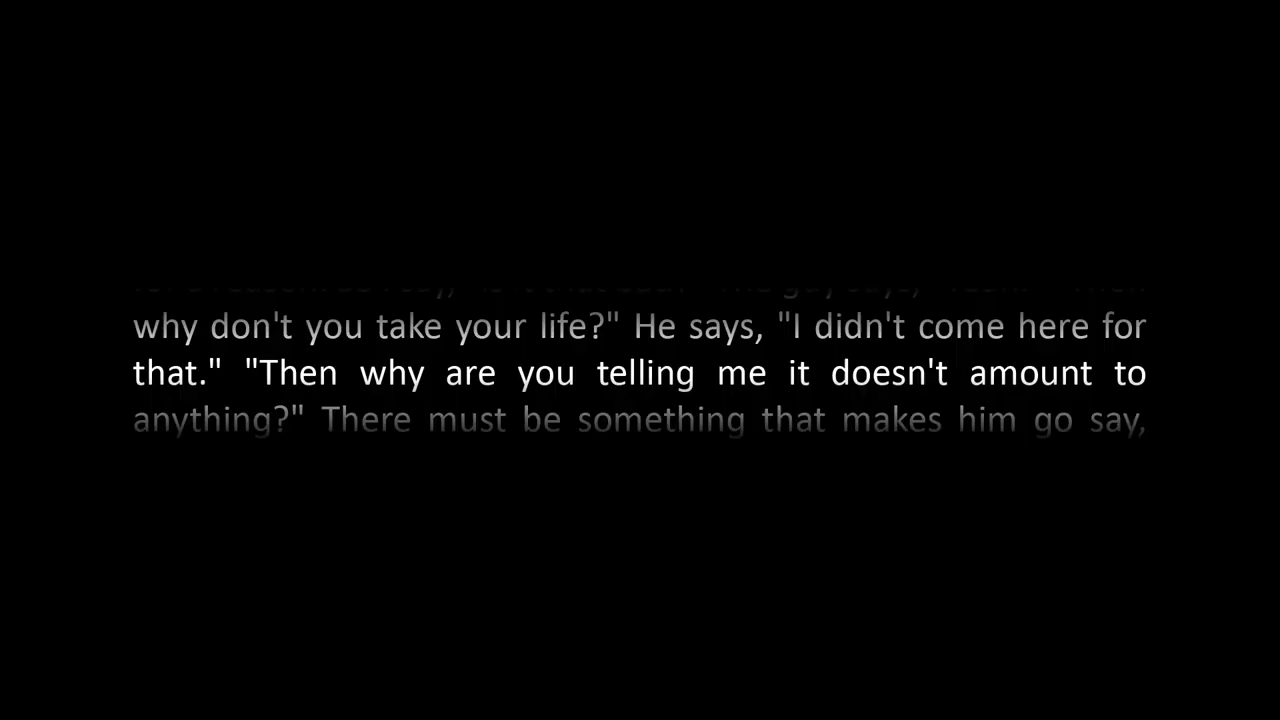 why don't you take your life?" He says, "I didn't come here for
that." "Then why are you telling me it doesn't amount to
anything?" There must be something that makes him go say,